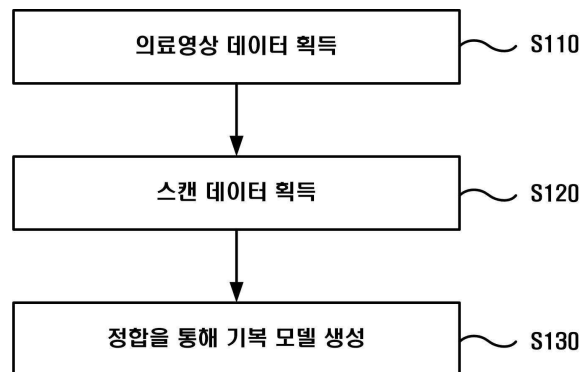 의료영상 데이터 획득
S110
스캔 데이터 획득
S120
정합을 통해 기복 모델 생성
S130